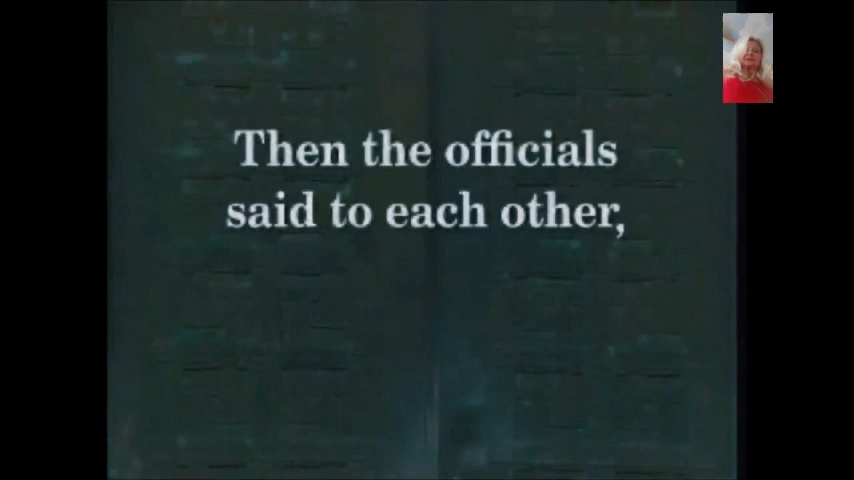 Then the officials
said to each other,